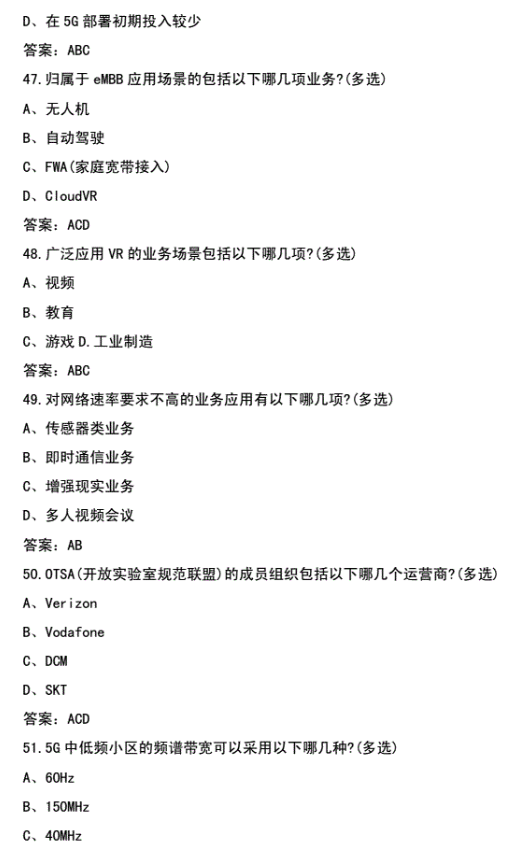 D、在 5G 部署初期投入较少
答案：ABC
47.归属于 eMBB 应用场景的包括以下哪几项业务?(多选)
A、无人机
B、自动驾驶
C、FWA(家庭宽带接入)
D、CloudVR
答案：ACD
48.广泛应用 VR 的业务场景包括以下哪几项?(多选)
A、视频
B、教育
C、游戏 D.工业制造
答案：ABC
49.对网络速率要求不高的业务应用有以下哪几项?(多选)
A、传感器类业务
B、即时通信业务
C、增强现实业务
D、多人视频会议
答案：AB
50.OTSA(开放实验室规范联盟)的成员组织包括以下哪几个运营商?(多选)
A、Verizon
B、Vodafone
C、DCM
D、SKT
答案：ACD
51.5G 中低频小区的频谱带宽可以采用以下哪几种?(多选)
A、60Hz
B、150MHz
C、40MHz